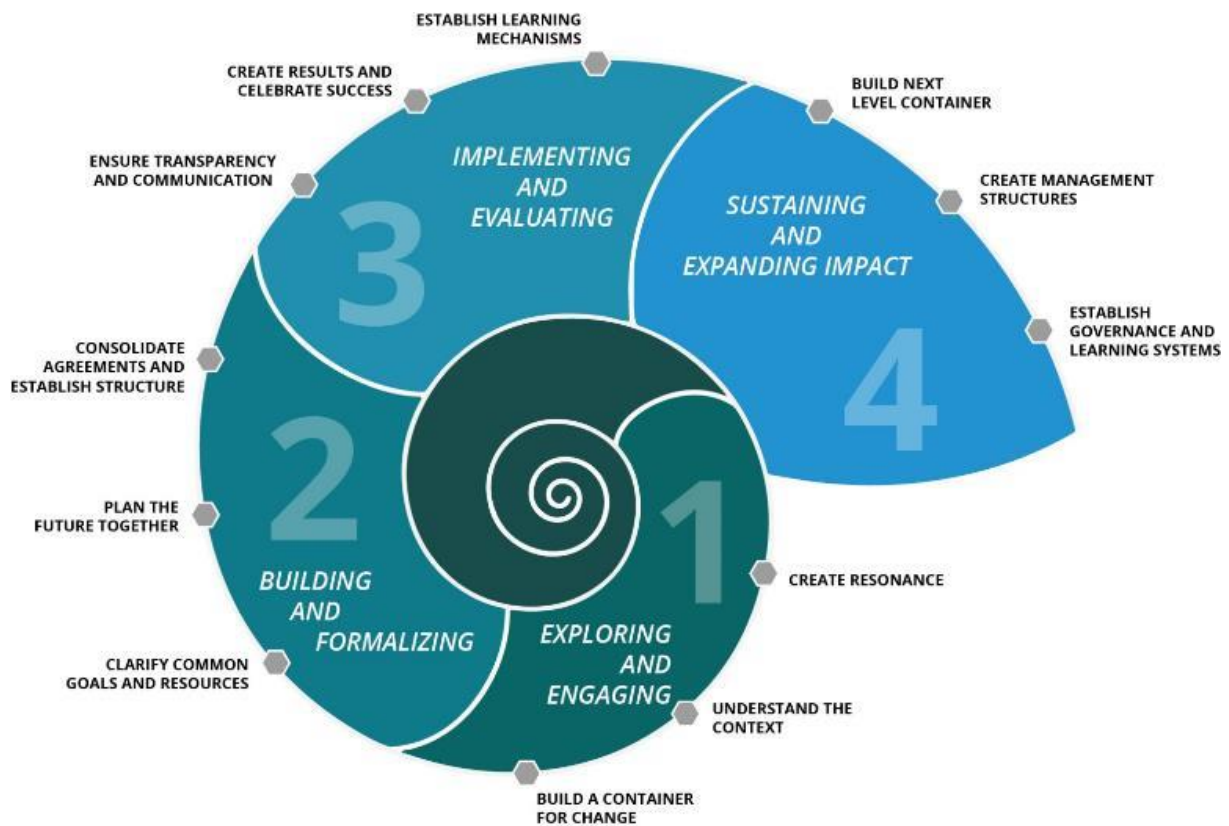 ESTABLISH LEARNING
MECHANISMS
CREATE RESULTS AND
CELEBRATE SUCCESS
BUILD NEXT
LEVEL CONTAINER
ENSURE TRANSPARENCY
AND COMMUNICATION
IMPLEMENTING
AND
EVALUATING
3
SUSTAINING
AND
EXPANDING IMPACT
4
CREATE MANAGEMENT
STRUCTURES
ESTABLISH
GOVERNANCE AND
LEARNING SYSTEMS
CONSOLIDATE
AGREEMENTS AND
ESTABLISH STRUCTURE
2
PLAN THE
FUTURE TOGETHER
BUILDING
AND
FORMALIZING
CLARIFY COMMON
GOALS AND RESOURCES
1
CREATE RESONANCE
EXPLORING
AND
ENGAGING
UNDERSTAND THE
CONTEXT
BUILD A CONTAINER
FOR CHANGE